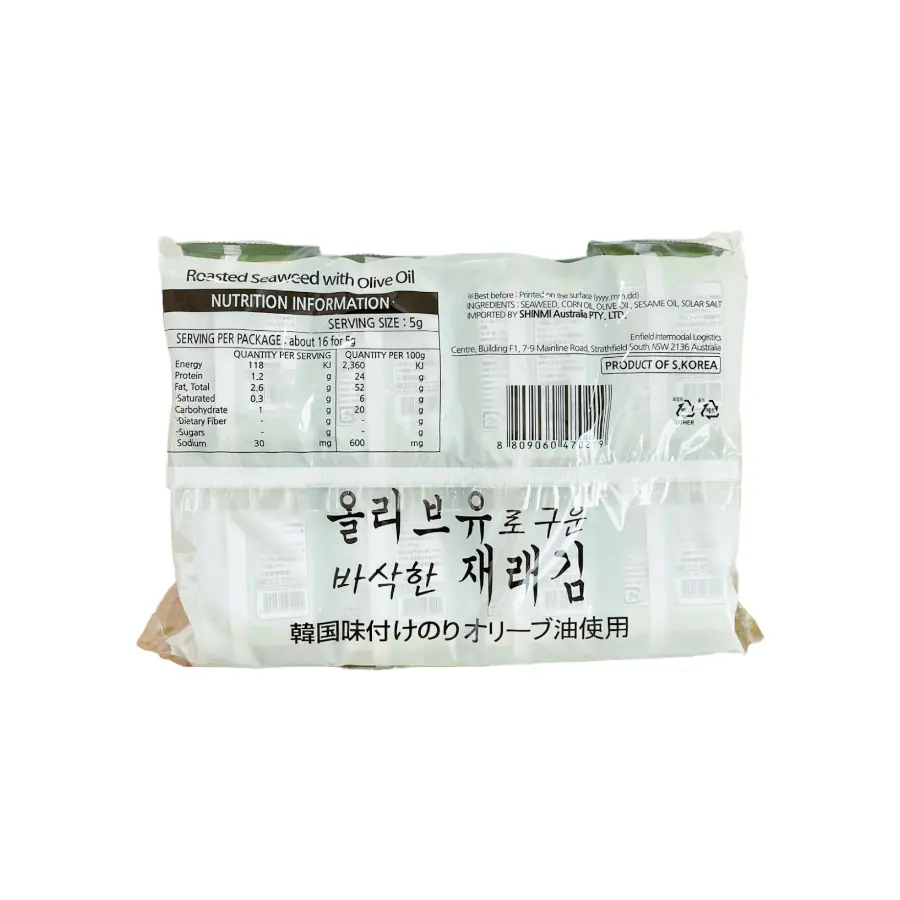 Roasted Seaweed with Olive Oil
NUTRITION INFORMATION
SERVING SIZE : 5g
SERVING PER PACKAGE : about 16 for 5g
QUANTITY PER SERVING QUANTITY PER 100g
Energy 118 KJ 2,360 KJ
Protein 1.2 g 24 g
Fat, Total 2.6 g 52 g
-Saturated 0.3 g 6 g
Carbohydrate 1 g 20 g
-Dietary Fiber - g - g
-Sugars - g - g
Sodium 30 mg 600 mg
※Best before : Printed on the surface (yyyy,mm,dd)
INGREDIENTS : SEAWEED, CORN OIL, OLIVE OIL, SESAME OIL, SOLAR SALT
IMPORTED BY SHINMI Australia PTY. LTD.
Enfield Intermodal Logistics
Centre, Building F1, 7-9 Mainline Road, Strathfield South, NSW 2136 Australia
PRODUCT OF S.KOREA
OTHER
8 809060
올리브유로 구운
바삭한 재래김
韓国味付けのりオリーブ油使用